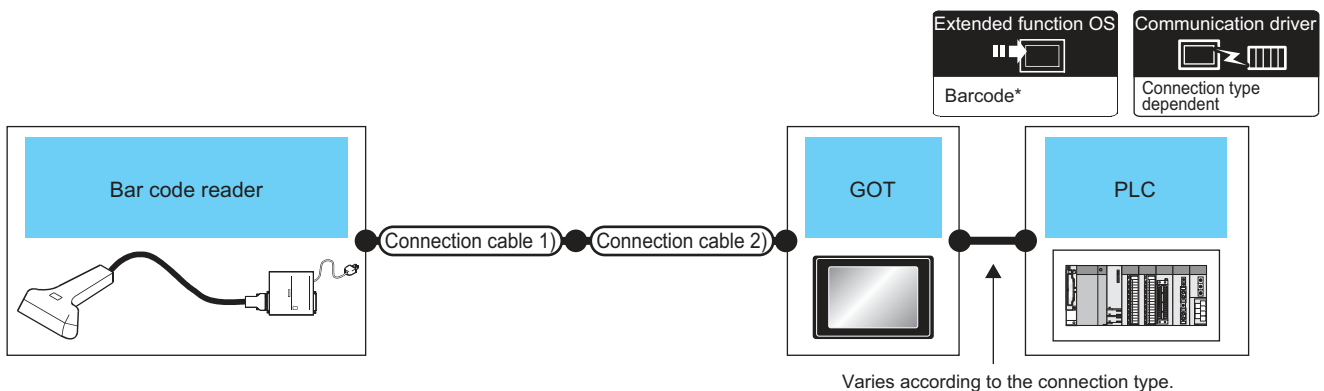 Extended function OS
Communication driver
Barcode*
Connection type
dependent
Bar code reader
GOT
PLC
Connection cable 1)
Connection cable 2)
Varies according to the connection type.